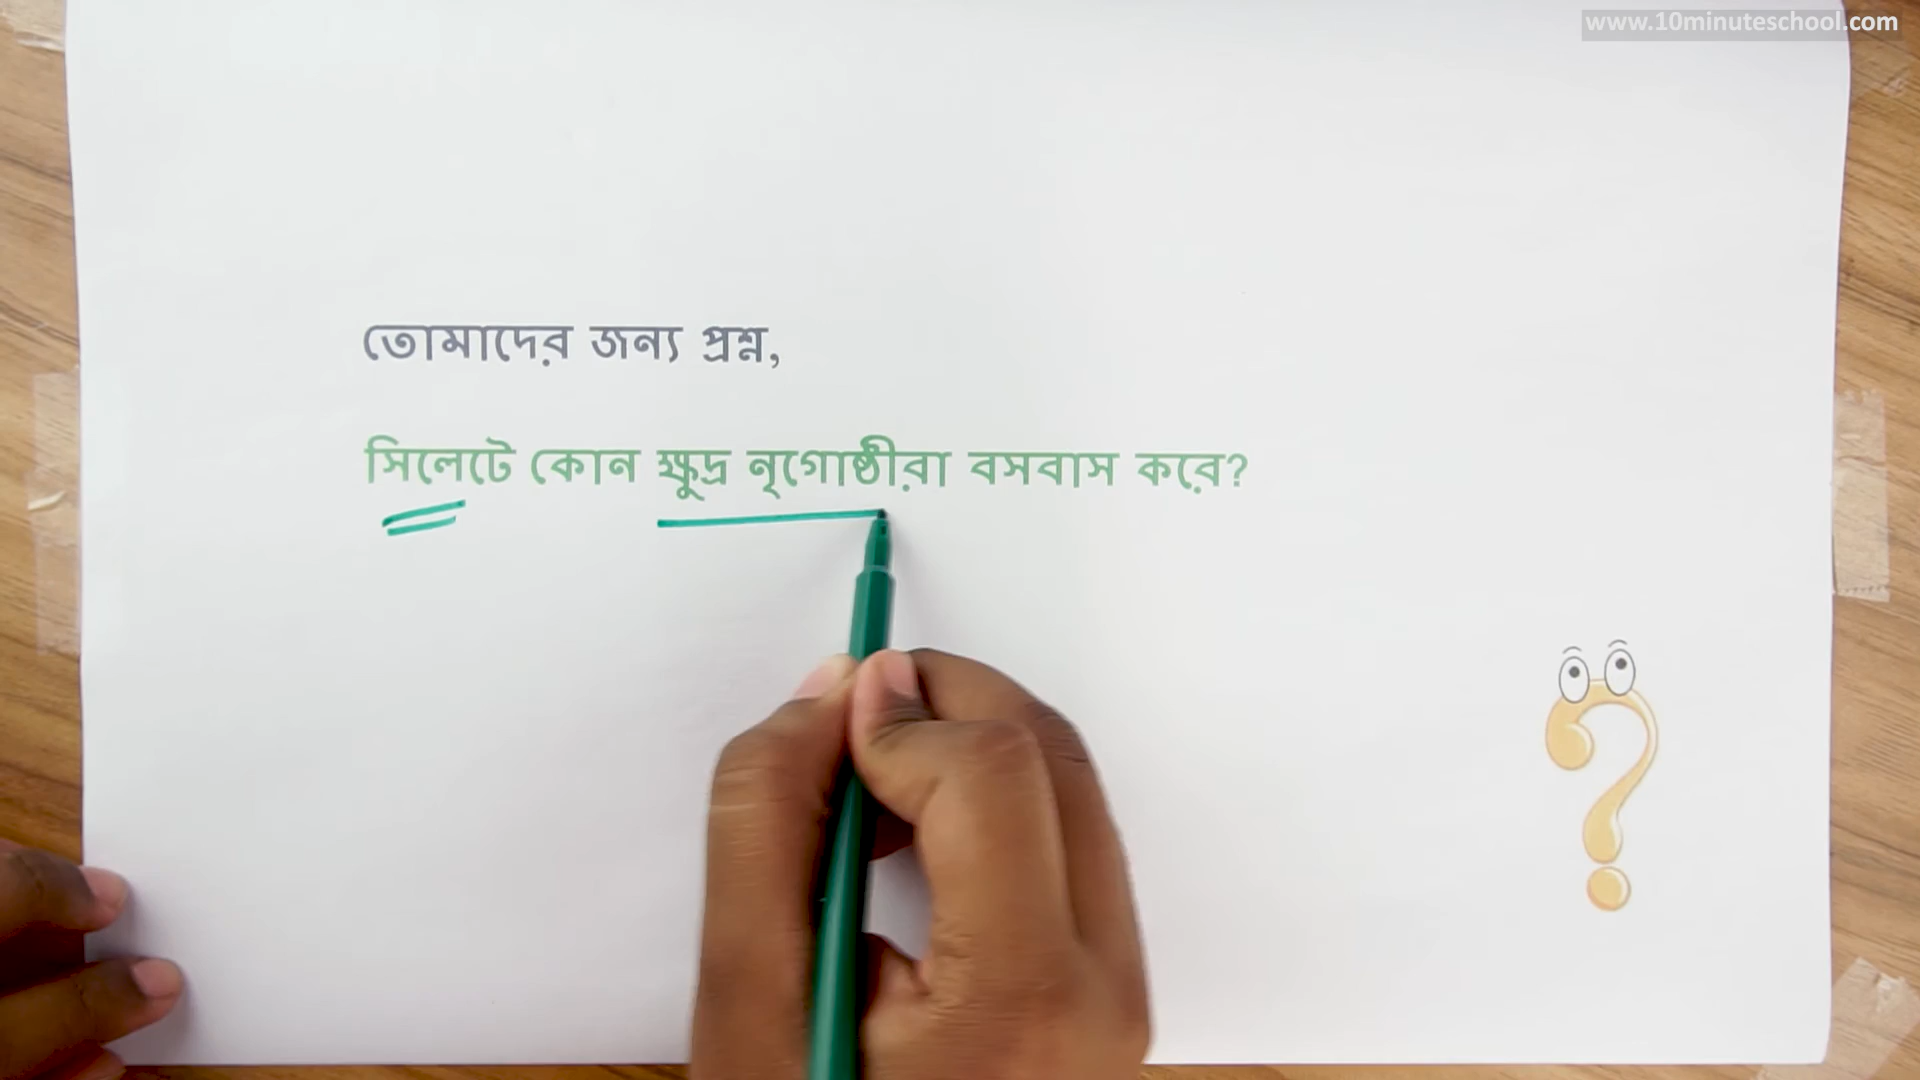 www.10minuteschool.com
তোমাদের জন্য প্রশ্ন,
সিলেটে কোন ক্ষুদ্র নৃগোষ্ঠীরা বসবাস করে?